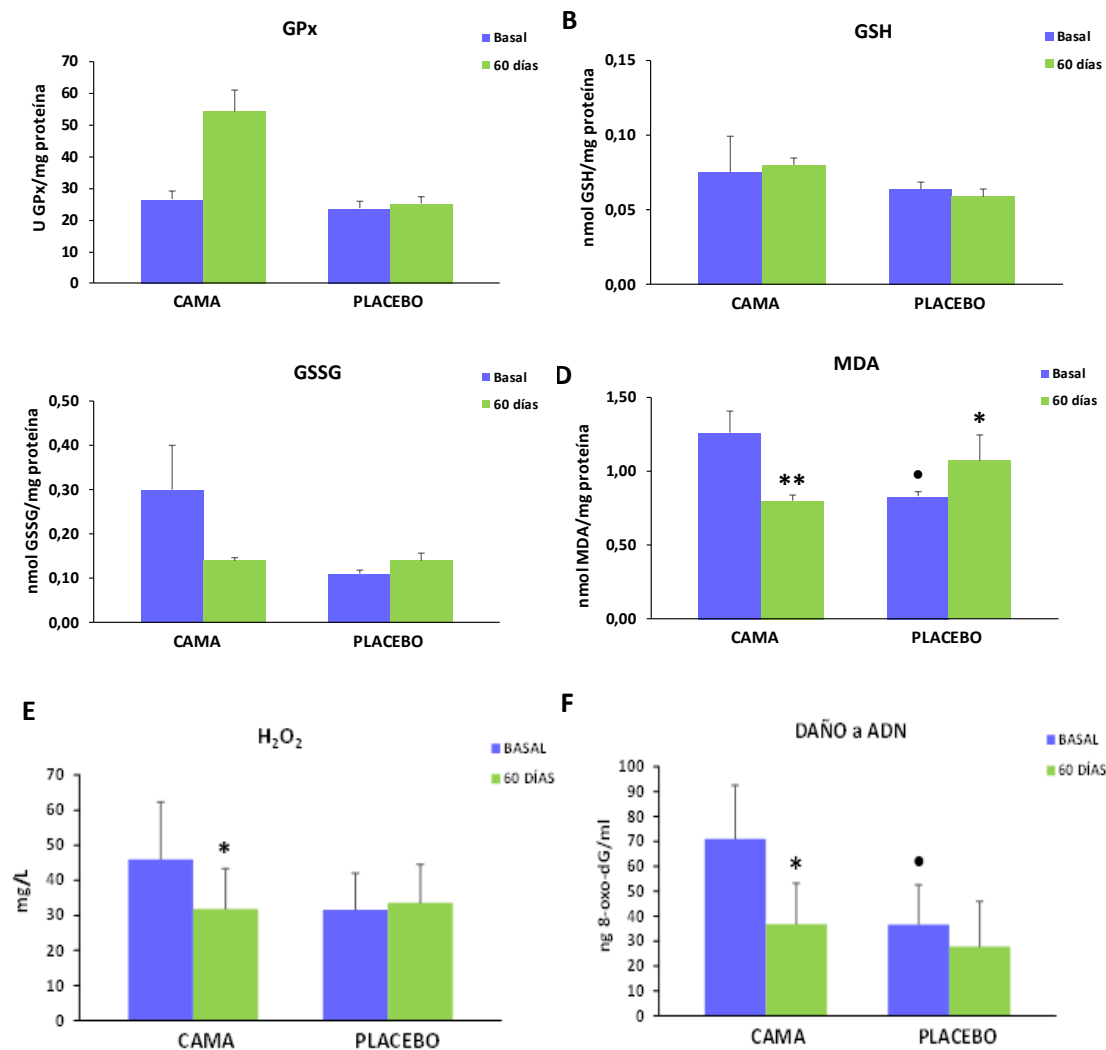 GPx
Basal
60 días
U GPx/mg proteína
70
60
50
40
30
20
10
0
CAMA PLACEBO
B
GSH
Basal
60 días
nmol GSH/mg proteína
0,15
0,10
0,05
0,00
CAMA PLACEBO
GSSG
Basal
60 días
nmol GSSG/mg proteína
0,50
0,40
0,30
0,20
0,10
0,00
CAMA PLACEBO
D
MDA
Basal
60 días
nmol MDA/mg proteína
1,50
1,00
0,50
0,00
**
•
*
CAMA PLACEBO
E
H₂O₂
BASAL
60 DÍAS
mg/L
70
60
50
40
30
20
10
0
*
CAMA PLACEBO
F
DAÑO a ADN
BASAL
60 DÍAS
ng 8-oxo-dG/ml
100
90
80
70
60
50
40
30
20
10
0
*
•
CAMA PLACEBO